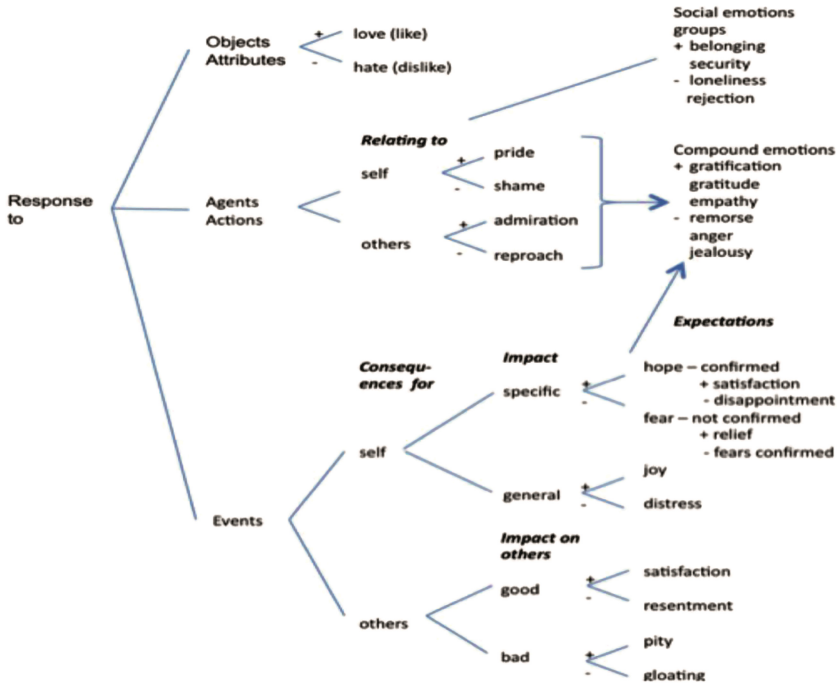 Response
to
Objects
Attributes
+ love (like)
- hate (dislike)
Agents
Actions
Relating to
self
+ pride
- shame
others
+ admiration
- reproach
Social emotions
groups
+ belonging
security
- loneliness
rejection
Compound emotions
+ gratification
gratitude
empathy
- remorse
anger
jealousy
Expectations
Events
Consequ-
ences for
self
Impact
specific
+
-
hope – confirmed
+ satisfaction
- disappointment
fear – not confirmed
+ relief
- fears confirmed
general
+ joy
- distress
others
Impact on
others
good
+ satisfaction
- resentment
bad
+ pity
- gloating